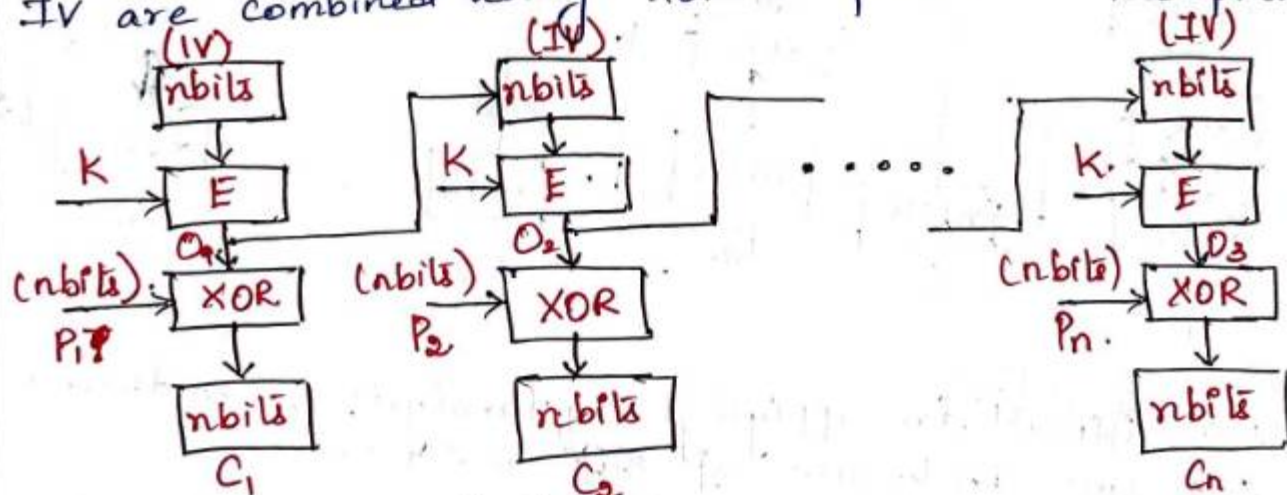 IV are combined
(IV) (IV). (IV)
nbits nbits nbits
K K K.
E E E
O1 O2 O3
(nbits). (nbits) (nbits)
XOR XOR XOR
P1 P2 Pn.
nbits nbits nbits
C1 C2 Cn.